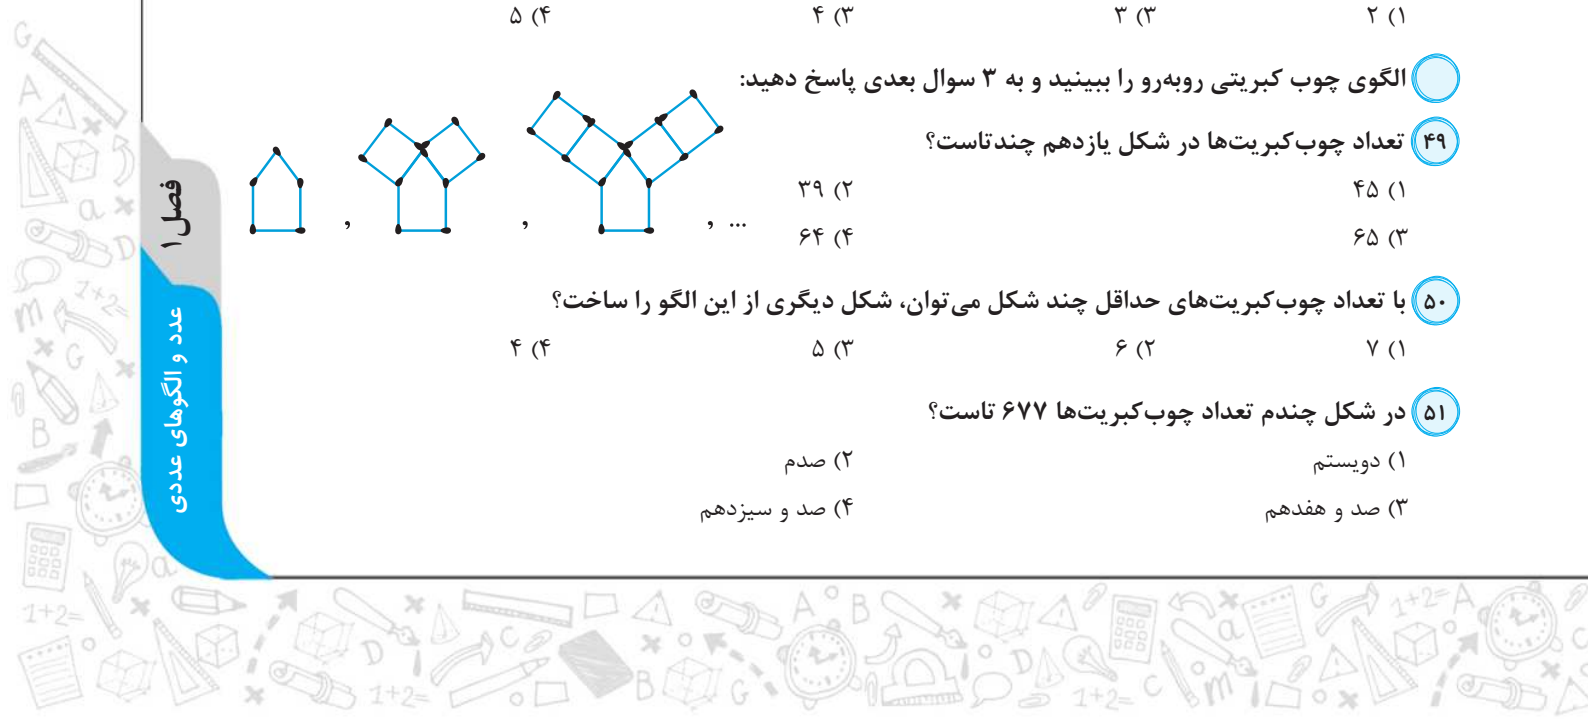 ۱) ۲ ۳) ۳ ۳) ۴ ۴) ۵
الگوی چوب کبریتی روبه‌رو را ببینید و به ۳ سوال بعدی پاسخ دهید:
۴۹ تعداد چوب‌کبریت‌ها در شکل یازدهم چندتاست؟
۱) ۴۵ ۲) ۳۹
۳) ۶۵ ۴) ۶۴
, , , ...
۵۰ با تعداد چوب‌کبریت‌های حداقل چند شکل می‌توان، شکل دیگری از این الگو را ساخت؟
۱) ۷ ۲) ۶ ۳) ۵ ۴) ۴
۵۱ در شکل چندم تعداد چوب‌کبریت‌ها ۶۷۷ تاست؟
۱) دویستم ۲) صدم
۳) صد و هفدهم ۴) صد و سیزدهم
فصل ۱
عدد و الگوهای عددی